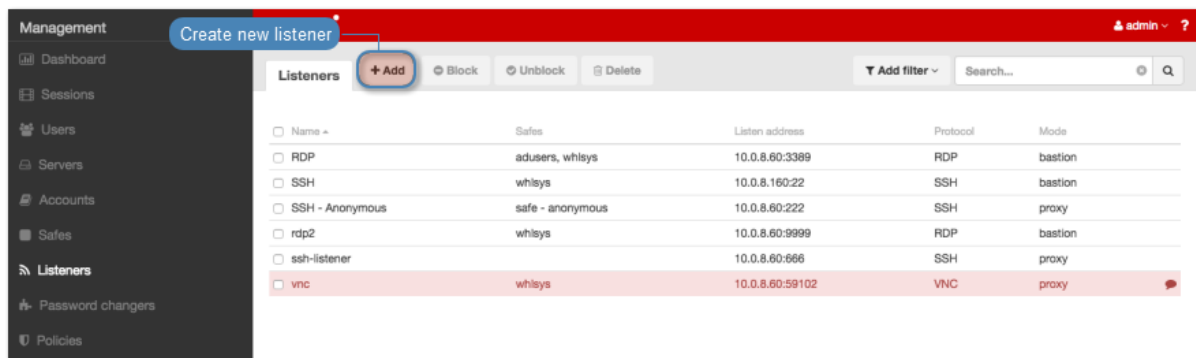 Management
Create new listener
admin
?
Dashboard
Sessions
Users
Servers
Accounts
Safes
Listeners
Password changers
Policies
Listeners
+ Add
Block
Unblock
Delete
Add filter
Search...
Name Safes Listen address Protocol Mode
RDP adusers, whlsys 10.0.8.60:3389 RDP bastion
SSH whlsys 10.0.8.160:22 SSH bastion
SSH - Anonymous safe - anonymous 10.0.8.60:222 SSH proxy
rdp2 whlsys 10.0.8.60:9999 RDP bastion
ssh-listener 10.0.8.60:666 SSH proxy
vnc whlsys 10.0.8.60:59102 VNC proxy